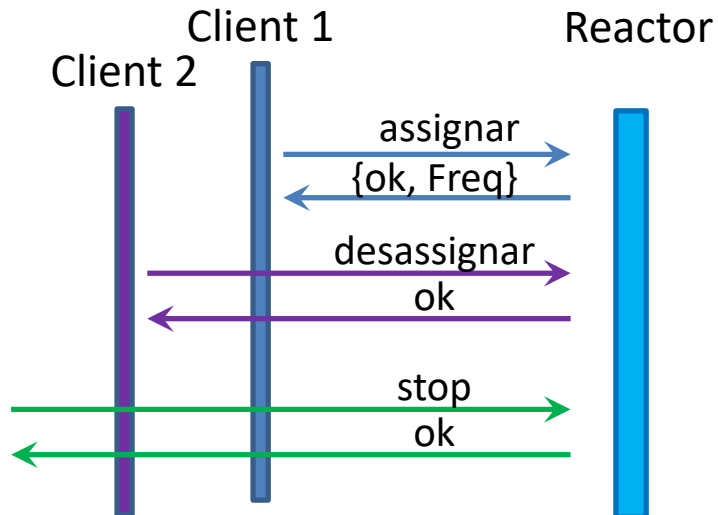 Client 1
Reactor
Client 2
assignar
{ok, Freq}
desassignar
ok
stop
ok